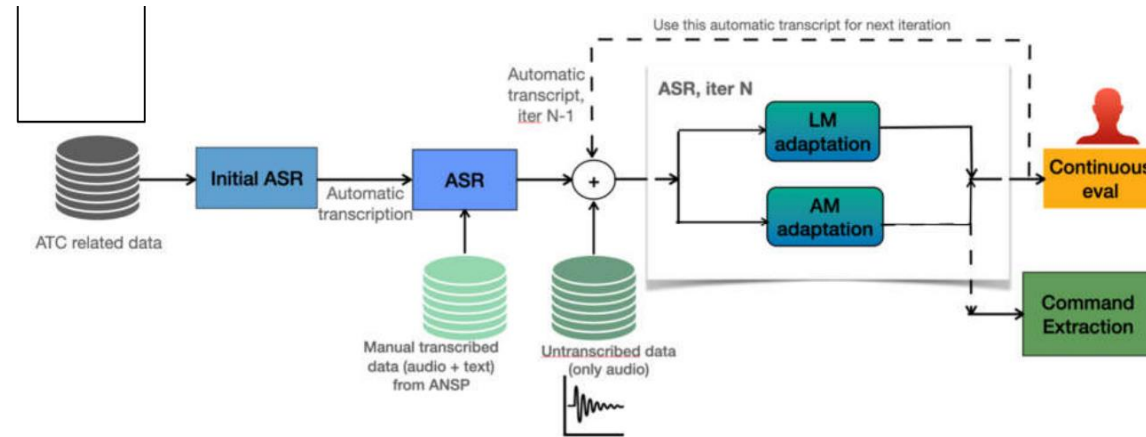 Use this automatic transcript for next iteration
Automatic
transcript,
iter N-1
ASR, iter N
LM
adaptation
Initial ASR
Automatic
transcription
ASR
+
AM
adaptation
Continuous
eval
ATC related data
Manual transcribed
data (audio + text)
from ANSP
Untranscribed data
(only audio)
Command
Extraction